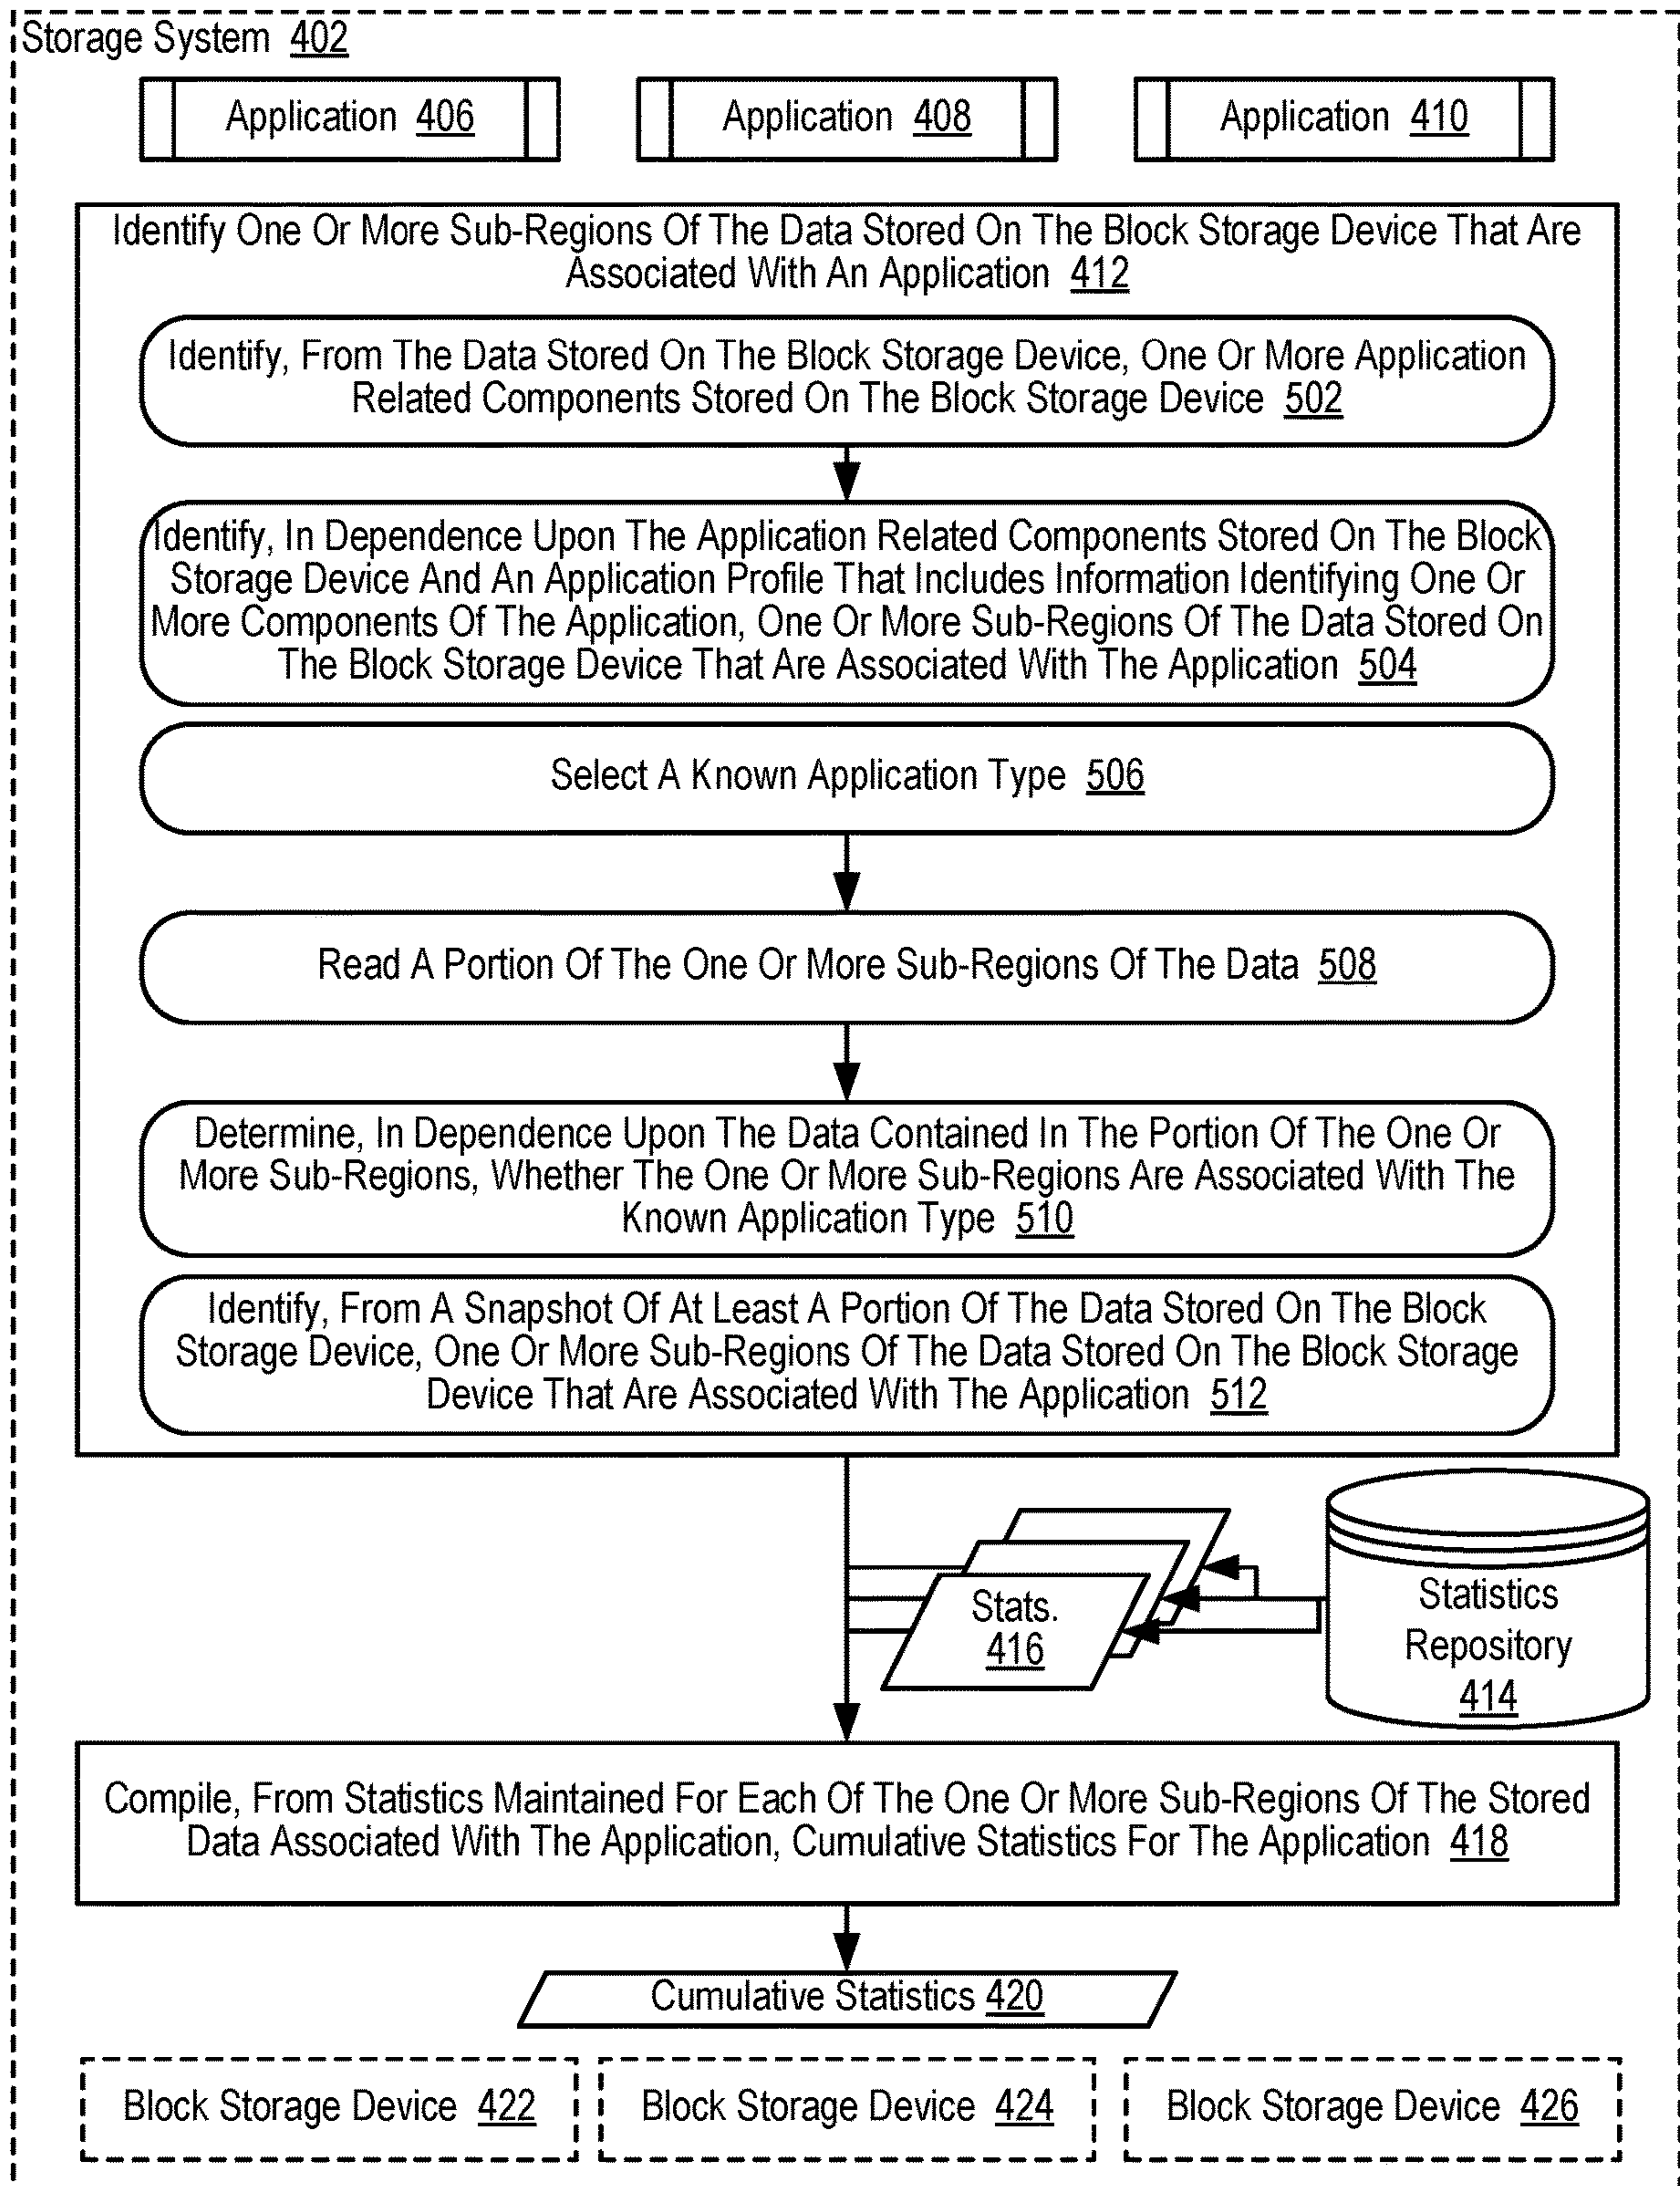 Storage System 402
Application 406
Application 408
Application 410
Identify One Or More Sub-Regions Of The Data Stored On The Block Storage Device That Are
Associated With An Application 412
Identify, From The Data Stored On The Block Storage Device, One Or More Application
Related Components Stored On The Block Storage Device 502
Identify, In Dependence Upon The Application Related Components Stored On The Block
Storage Device And An Application Profile That Includes Information Identifying One Or
More Components Of The Application, One Or More Sub-Regions Of The Data Stored On
The Block Storage Device That Are Associated With The Application 504
Select A Known Application Type 506
Read A Portion Of The One Or More Sub-Regions Of The Data 508
Determine, In Dependence Upon The Data Contained In The Portion Of The One Or
More Sub-Regions, Whether The One Or More Sub-Regions Are Associated With The
Known Application Type 510
Identify, From A Snapshot Of At Least A Portion Of The Data Stored On The Block
Storage Device, One Or More Sub-Regions Of The Data Stored On The Block Storage
Device That Are Associated With The Application 512
Stats.
416
Statistics
Repository
414
Compile, From Statistics Maintained For Each Of The One Or More Sub-Regions Of The Stored
Data Associated With The Application, Cumulative Statistics For The Application 418
Cumulative Statistics 420
Block Storage Device 422
Block Storage Device 424
Block Storage Device 426